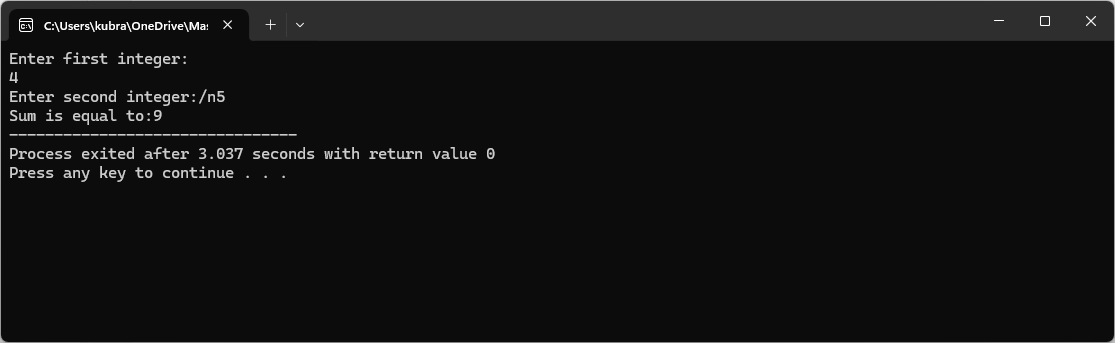 C:\Users\kubra\OneDrive\Mas
Enter first integer:
4
Enter second integer:/n5
Sum is equal to:9
--------------------------------
Process exited after 3.037 seconds with return value 0
Press any key to continue . . .